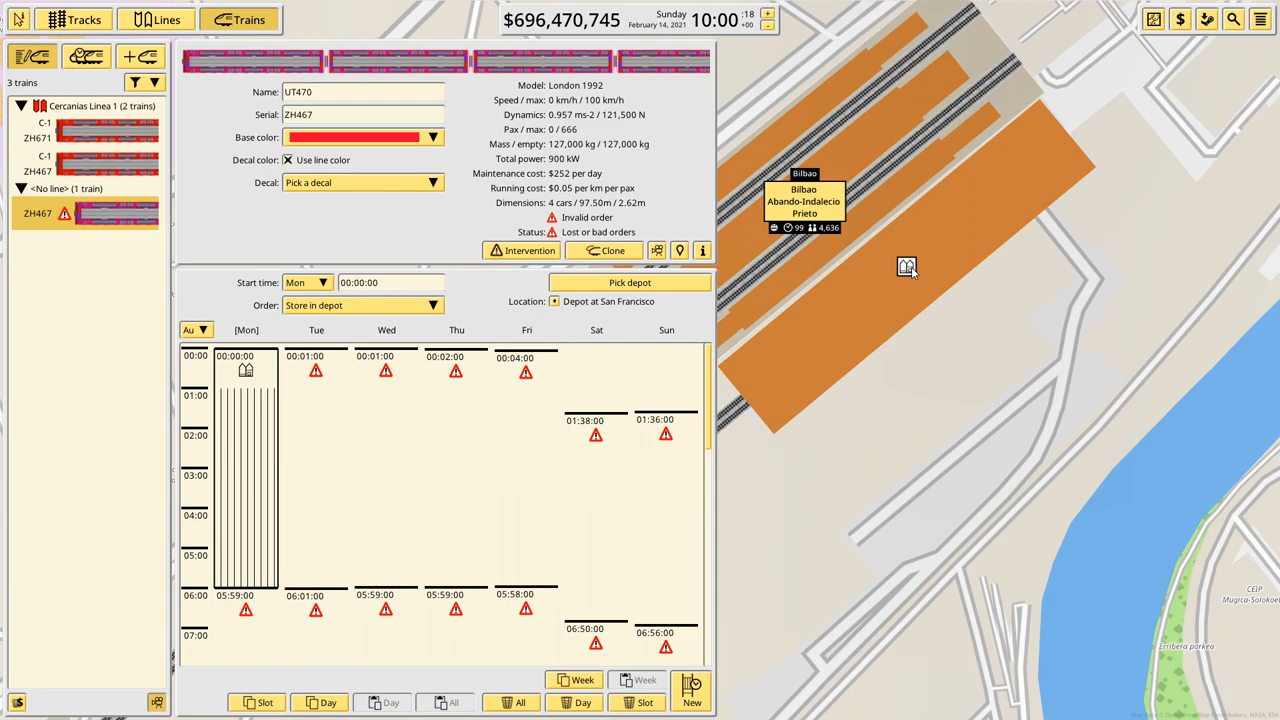 Tracks
Lines
Trains
$696,470,745
Sunday
February 14, 2021
10:00
:18
+00
+
-
$
3 trains
Cercanias Linea 1 (2 trains)
C-1
ZH671
C-1
ZH467
<No line> (1 train)
ZH467
Name:
UT470
Serial:
ZH467
Base color:
Decal color:
Use line color
Decal:
Pick a decal
Model: London 1992
Speed / max: 0 km/h / 100 km/h
Dynamics: 0.957 ms-2 / 121,500 N
Pax / max: 0 / 666
Mass / empty: 127,000 kg / 127,000 kg
Total power: 900 kW
Maintenance cost: $252 per day
Running cost: $0.05 per km per pax
Dimensions: 4 cars / 97.50m / 2.62m
Invalid order
Status: Lost or bad orders
Intervention
Clone
Start time:
Mon
00:00:00
Pick depot
Order:
Store in depot
Location:
Depot at San Francisco
Au
[Mon]
Tue
Wed
Thu
Fri
Sat
Sun
00:00
00:00:00
00:01:00
00:01:00
00:02:00
00:04:00
01:00
01:38:00
01:36:00
02:00
03:00
04:00
05:00
06:00
05:59:00
06:01:00
05:59:00
05:59:00
05:58:00
07:00
06:50:00
06:56:00
Week
Week
Slot
Day
Day
All
All
Day
Slot
New
Bilbao
Bilbao
Abando-Indalecio
Prieto
99
4,636
CEIP
Mugica-Solokoet
Erribera parkea